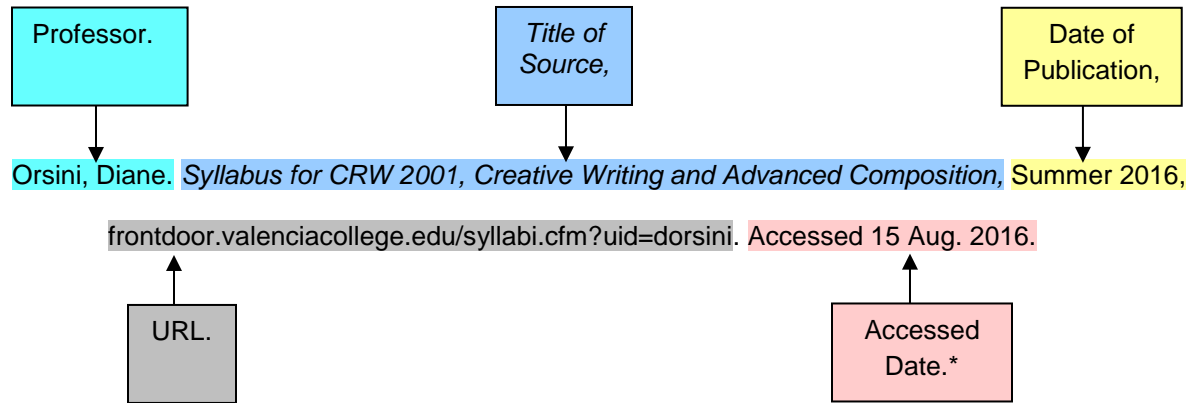 Professor.
Title of
Source,
Date of
Publication,
Orsini, Diane. Syllabus for CRW 2001, Creative Writing and Advanced Composition, Summer 2016,
frontdoor.valenciacollege.edu/syllabi.cfm?uid=dorsini. Accessed 15 Aug. 2016.
URL.
Accessed
Date.*